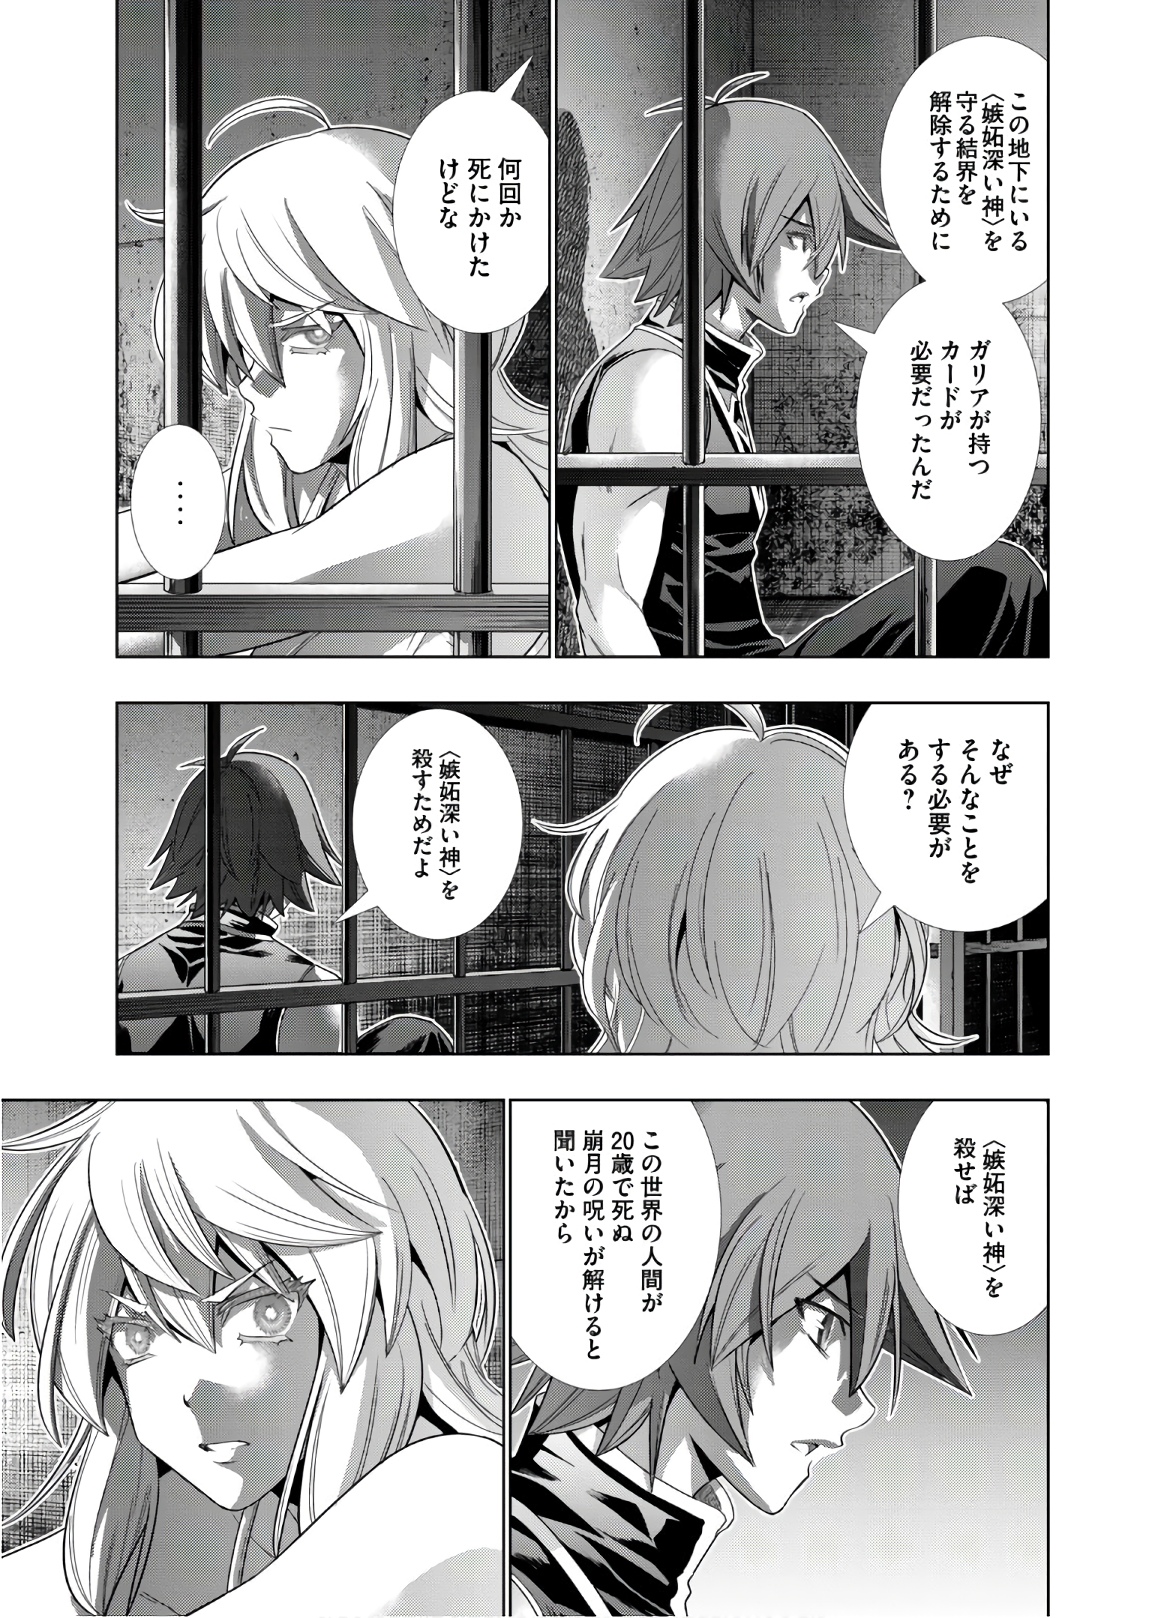 この地下にいる
〈嫉妬深い神〉を
守る結界を
解除するために
ガリアが持つ
カードが
必要だったんだ
何回か
死にかけた
けどな
‥‥
なぜ
そんなことを
する必要が
ある?
〈嫉妬深い神〉を
殺すためだよ
〈嫉妬深い神〉を
殺せば
この世界の人間が
20歳で死ぬ
崩月の呪いが解けると
聞いたから